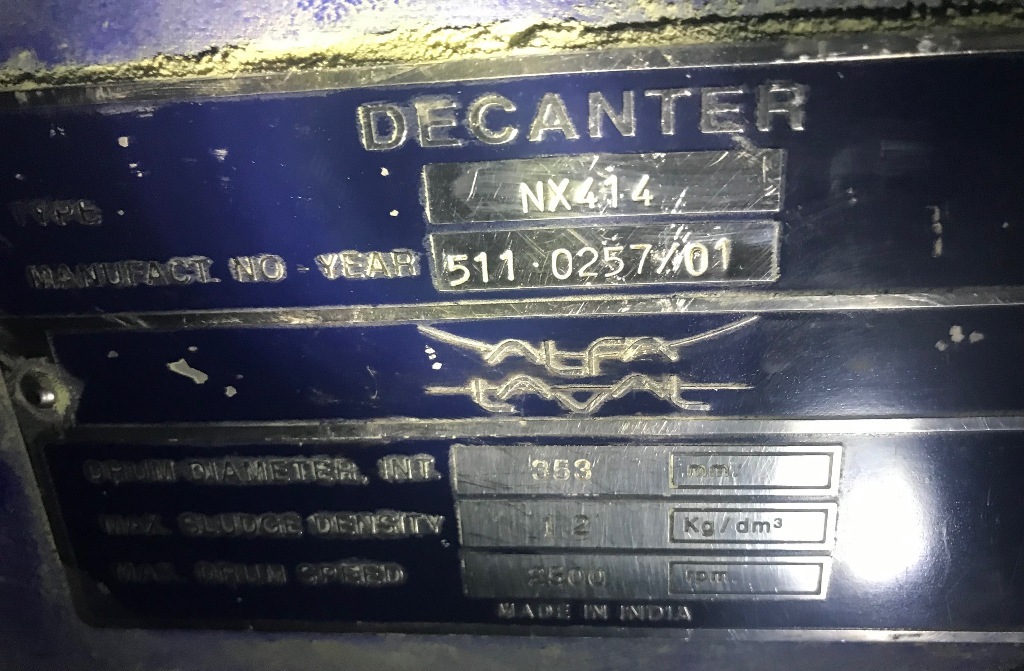 DECANTER
TYPE NX414
MANUFACT. NO - YEAR 511 · 0257/01
ALFA
LAVAL
DRUM DIAMETER, INT. 353 mm.
MAX. SLUDGE DENSITY 1.2 Kg/dm³
MAX. DRUM SPEED rpm.
MADE IN INDIA